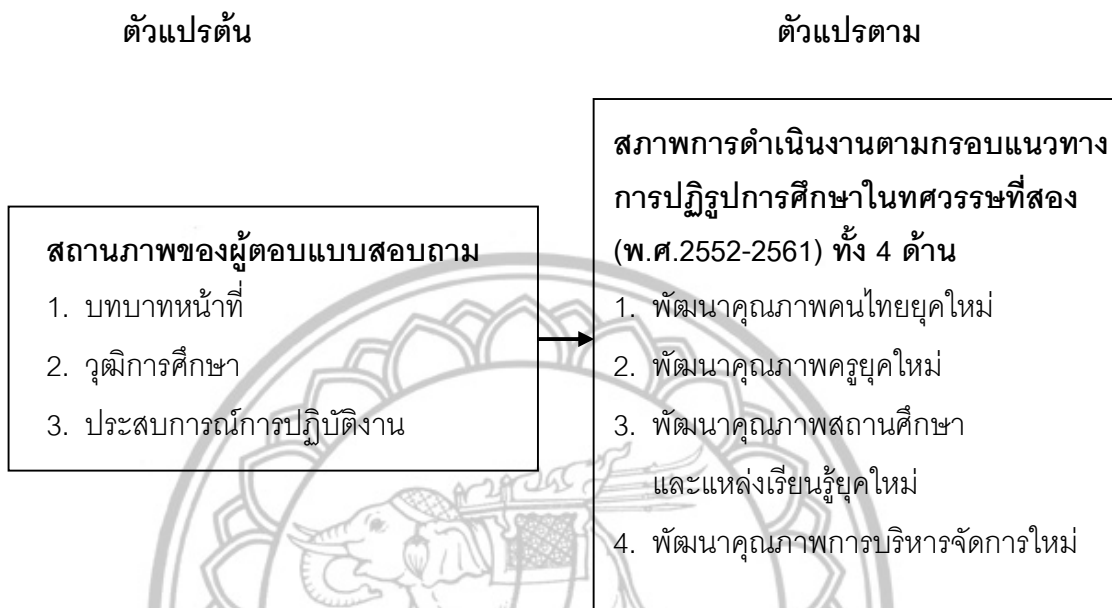 ตัวแปรต้น
ตัวแปรตาม
สถานภาพของผู้ตอบแบบสอบถาม
1. บทบาทหน้าที่
2. วุฒิการศึกษา
3. ประสบการณ์การปฏิบัติงาน
สภาพการดำเนินงานตามกรอบแนวทาง
การปฏิรูปการศึกษาในทศวรรษที่สอง
(พ.ศ.2552-2561) ทั้ง 4 ด้าน
1. พัฒนาคุณภาพคนไทยยุคใหม่
2. พัฒนาคุณภาพครูยุคใหม่
3. พัฒนาคุณภาพสถานศึกษา
และแหล่งเรียนรู้ยุคใหม่
4. พัฒนาคุณภาพการบริหารจัดการใหม่